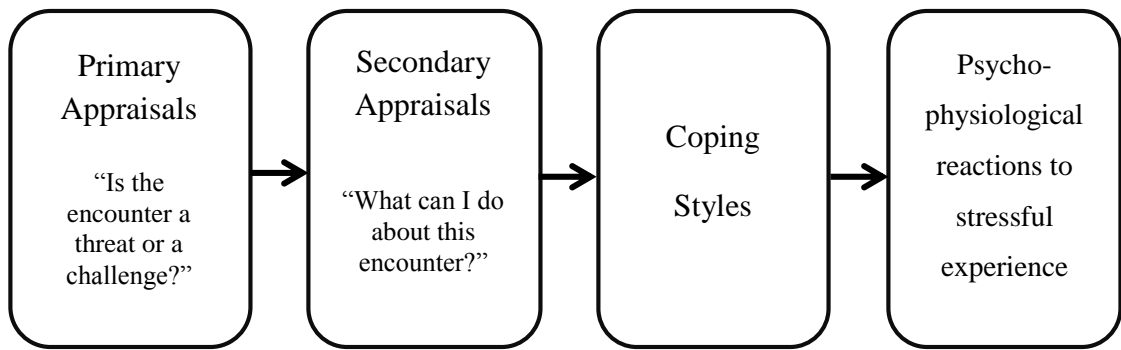 Primary
Appraisals
“Is the
encounter a
threat or a
challenge?”
Secondary
Appraisals
“What can I do
about this
encounter?”
Coping
Styles
Psycho-
physiological
reactions to
stressful
experience